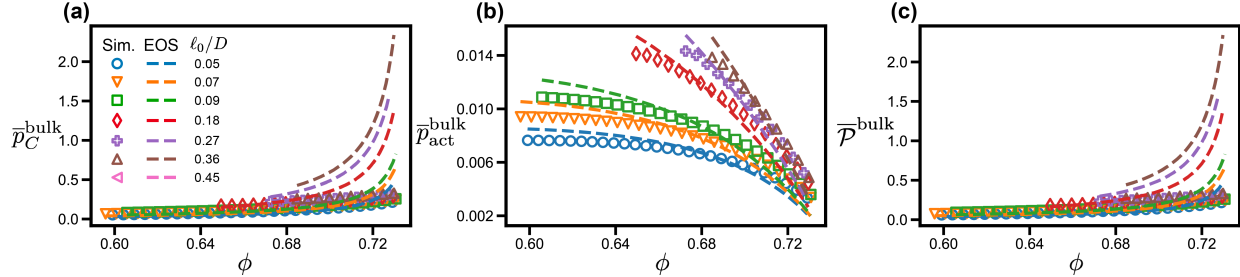 (a)
Sim. EOS ℓ₀/D
0.05
0.07
0.09
0.18
0.27
0.36
0.45
2.0
1.5
1.0
0.5
0.0
p̅_C^bulk
0.60 0.64 0.68 0.72
ϕ
(b)
0.014
0.010
0.006
0.002
p̅_act^bulk
0.60 0.64 0.68 0.72
ϕ
(c)
2.0
1.5
1.0
0.5
0.0
𝒫̅^bulk
0.60 0.64 0.68 0.72
ϕ